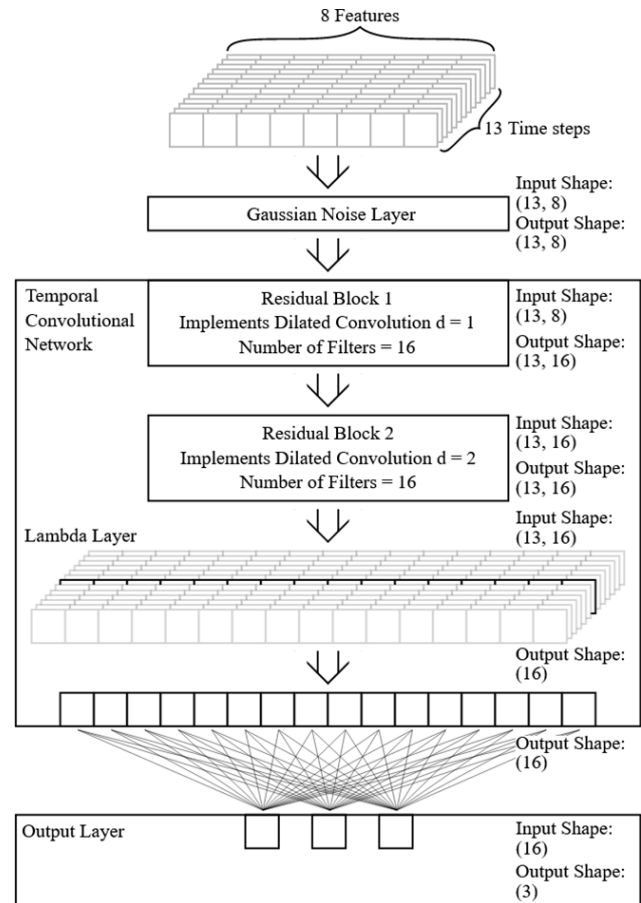 8 Features
13 Time steps
Gaussian Noise Layer
Input Shape:
(13, 8)
Output Shape:
(13, 8)
Temporal
Convolutional
Network
Residual Block 1
Implements Dilated Convolution d = 1
Number of Filters = 16
Input Shape:
(13, 8)
Output Shape:
(13, 16)
Residual Block 2
Implements Dilated Convolution d = 2
Number of Filters = 16
Input Shape:
(13, 16)
Output Shape:
(13, 16)
Lambda Layer
Input Shape:
(13, 16)
Output Shape:
(16)
Output Shape:
(16)
Output Layer
Input Shape:
(16)
Output Shape:
(3)